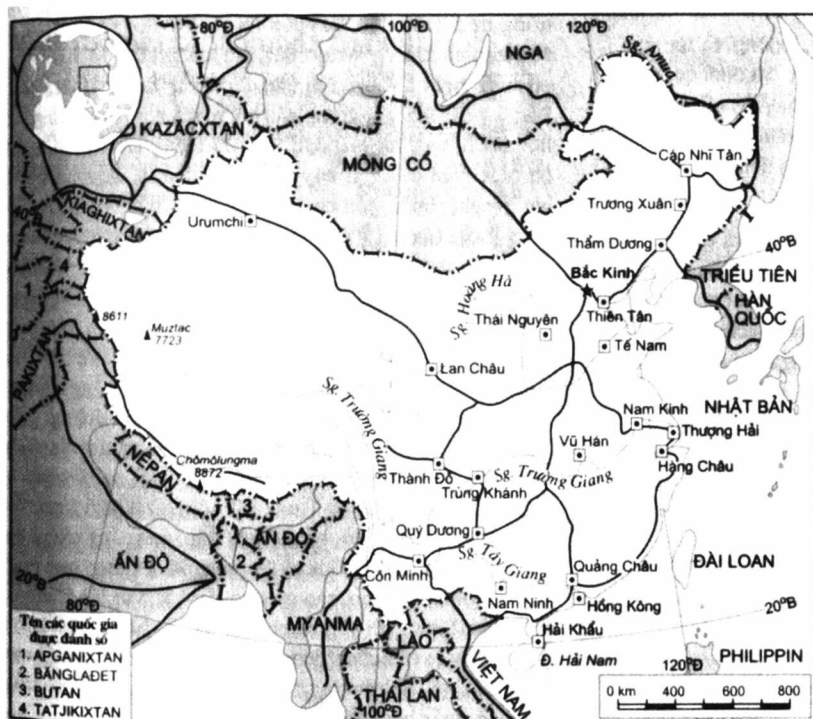 80°Đ
100°Đ
120°Đ
NGA
Sg. Amua
KAZĂCXTAN
MÔNG CỔ
Cáp Nhĩ Tân
KIAGHIXTAN
40°B
Urumchi
Trương Xuân
Thẩm Dương
40°B
4
1
Bắc Kinh
TRIỀU TIÊN
HÀN
QUỐC
Sg. Hoàng Hà
Thiên Tân
8611
Muztac
7723
Thái Nguyên
Tế Nam
PAKIXTAN
Lan Châu
Sg. Trường Giang
NHẬT BẢN
Nam Kinh
Thượng Hải
Vũ Hán
Hàng Châu
NÊPAN
Chômôlungma
8872
Thành Đô
Sg. Trường Giang
Trùng Khánh
3
ẤN ĐỘ
Quý Dương
Sg. Tây Giang
ẤN ĐỘ
2
ĐÀI LOAN
20°B
Côn Minh
Quảng Châu
80°Đ
Nam Ninh
Hồng Kông
20°B
MYANMA
Hải Khẩu
LÀO
Đ. Hải Nam
VIỆT NAM
120°Đ
PHILIPPIN
THÁI LAN
100°Đ
Tên các quốc gia
được đánh số
1. APGANIXTAN
2. BĂNGLAĐET
3. BUTAN
4. TATJIKIXTAN
0 km 400 600 800